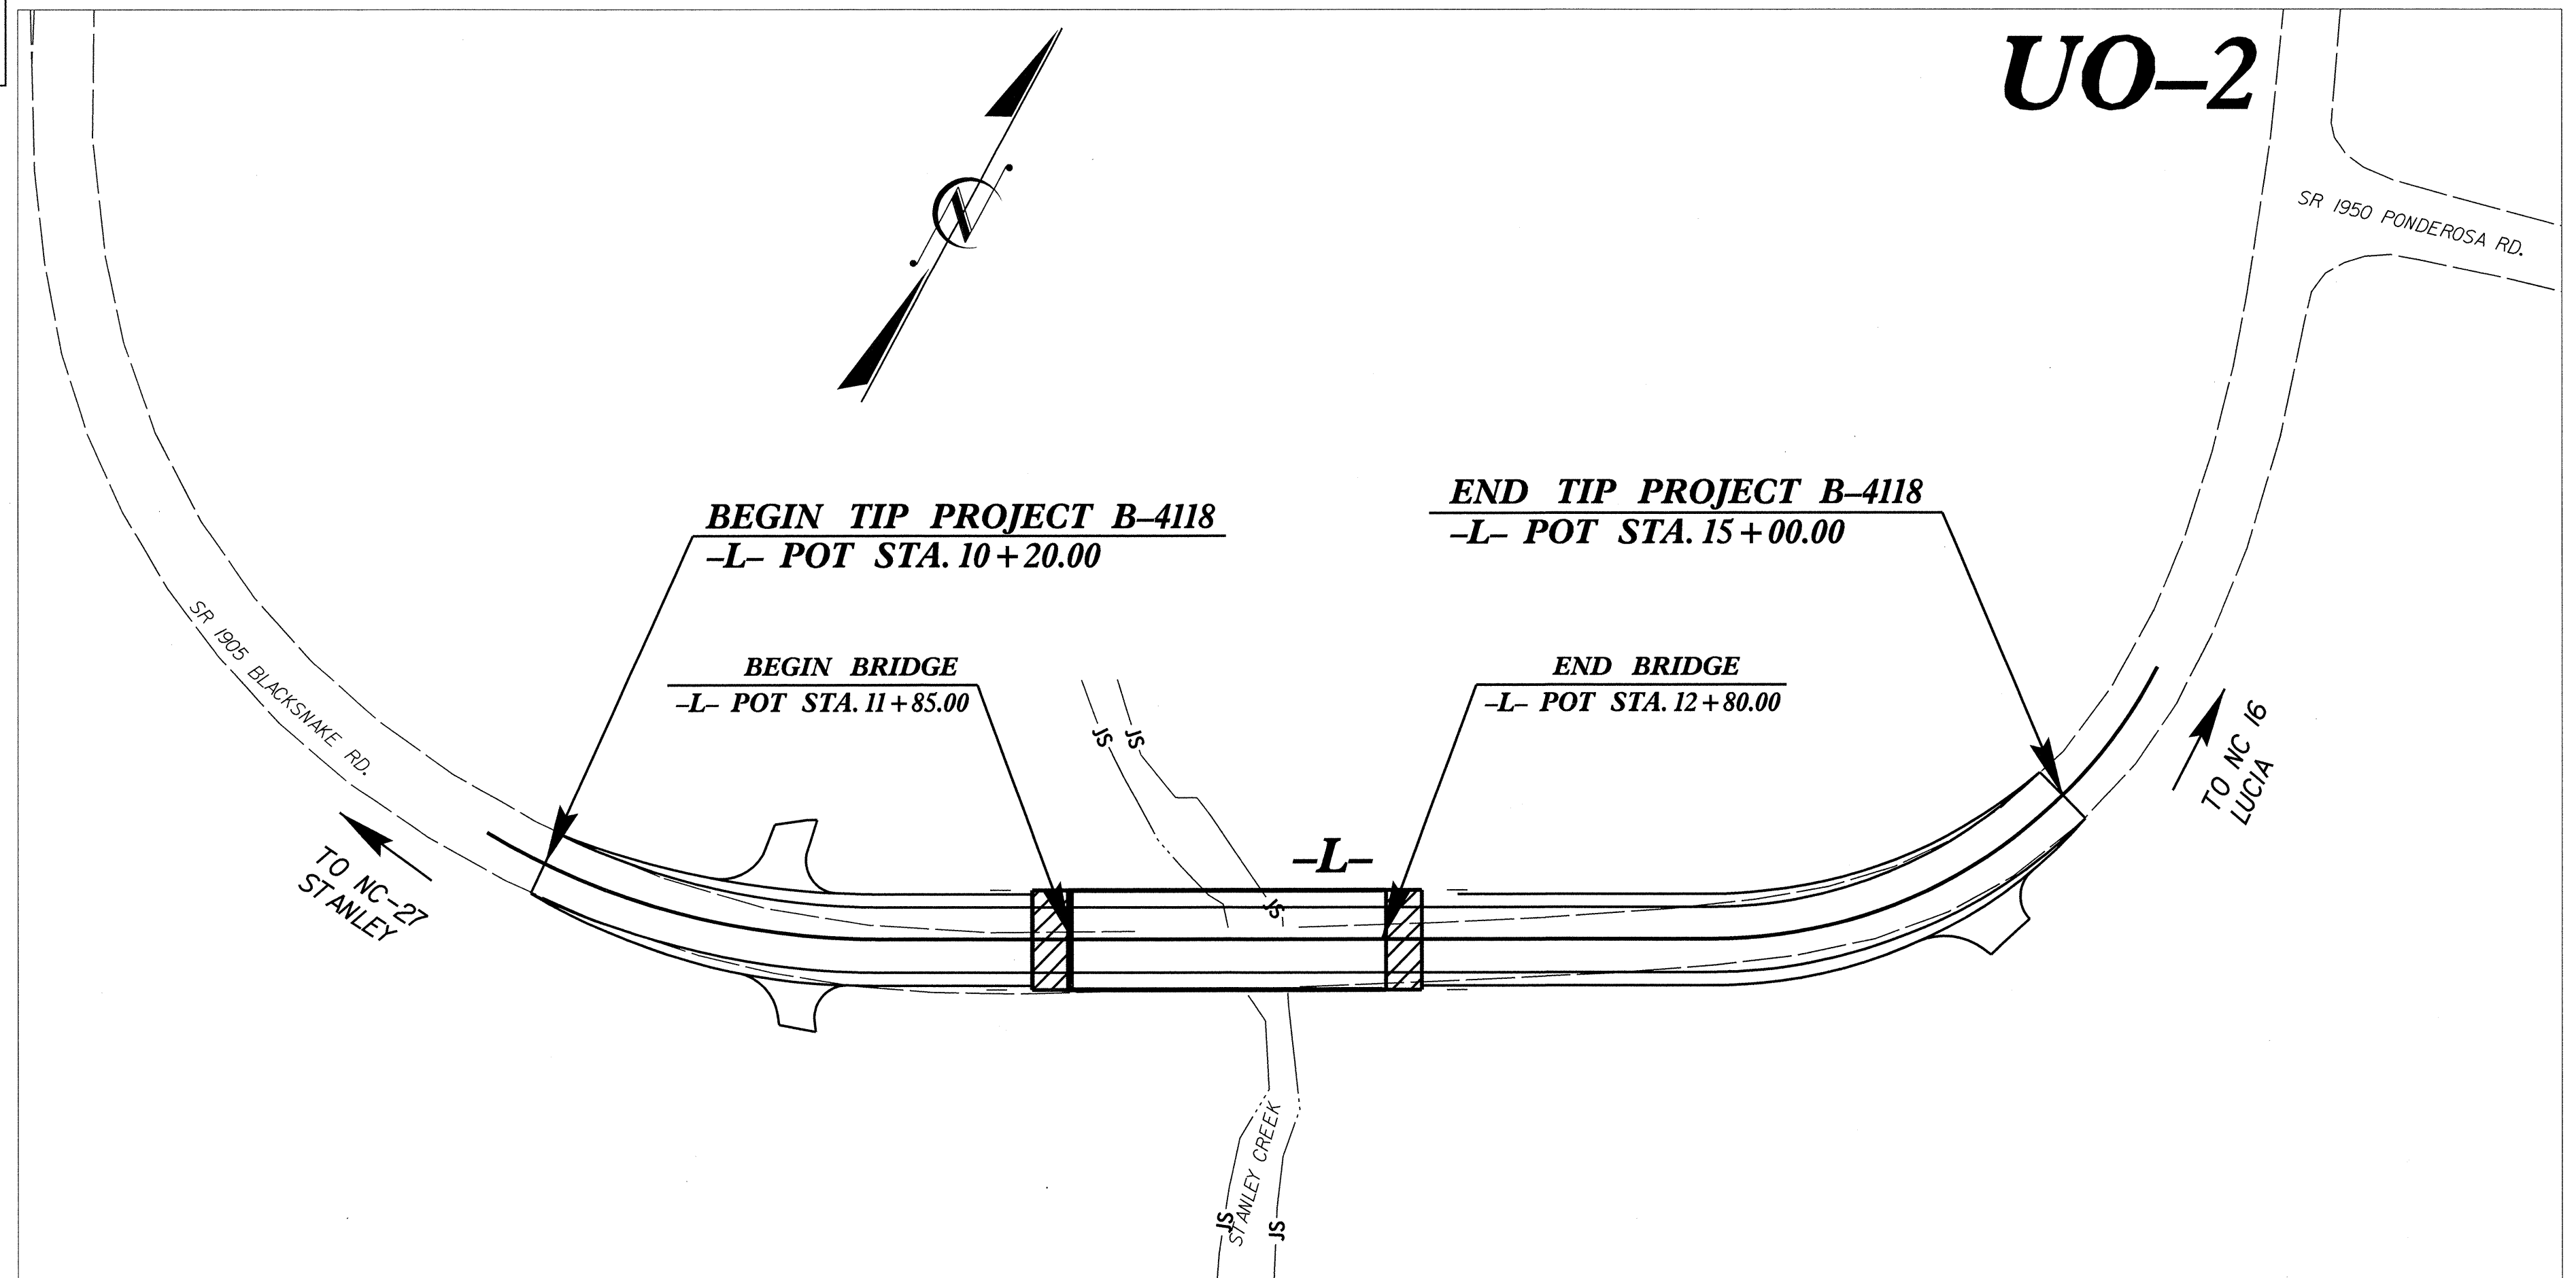 UO–2
N
SR 1950 PONDEROSA RD.
BEGIN TIP PROJECT B–4118
–L– POT STA. 10+20.00
END TIP PROJECT B–4118
–L– POT STA. 15+00.00
SR 1905 BLACKSNAKE RD.
BEGIN BRIDGE
–L– POT STA. 11+85.00
END BRIDGE
–L– POT STA. 12+80.00
JS
JS
TO NC 16
LUCIA
TO NC-27
STANLEY
–L–
JS
STANLEY CREEK
JS
JS